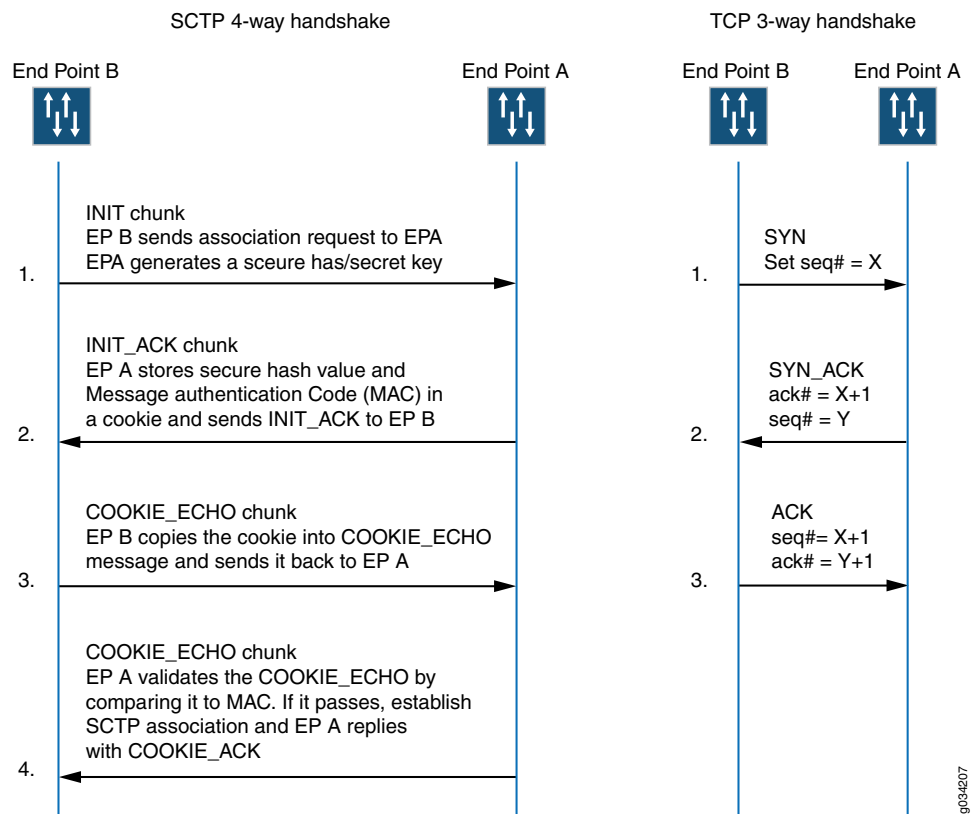 SCTP 4-way handshake
End Point B
End Point A
INIT chunk
EP B sends association request to EPA
EPA generates a sceure has/secret key
1.
INIT_ACK chunk
EP A stores secure hash value and
Message authentication Code (MAC) in
a cookie and sends INIT_ACK to EP B
2.
COOKIE_ECHO chunk
EP B copies the cookie into COOKIE_ECHO
message and sends it back to EP A
3.
COOKIE_ECHO chunk
EP A validates the COOKIE_ECHO by
comparing it to MAC. If it passes, establish
SCTP association and EP A replies
with COOKIE_ACK
4.
TCP 3-way handshake
End Point B
End Point A
SYN
Set seq# = X
1.
SYN_ACK
ack# = X+1
seq# = Y
2.
ACK
seq#= X+1
ack# = Y+1
3.
g034207